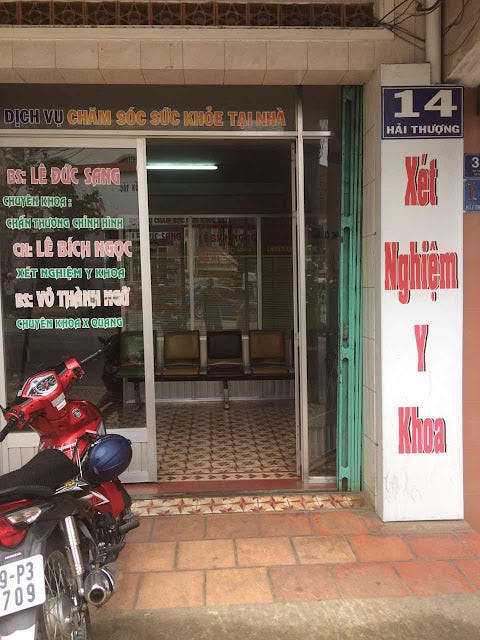 DỊCH VỤ CHĂM SÓC SỨC KHỎE TẠI NHÀ
BS: LÊ ĐỨC SANG
CHUYÊN KHOA :
CHẤN THƯƠNG CHỈNH HÌNH
CN: LÊ BÍCH NGỌC
XÉT NGHIỆM Y KHOA
BS: VÕ THÀNH
CHUYÊN KHOA X QUANG
14
HẢI THƯỢNG
Xét
Nghiệm
Y
Khoa
9-P3
709